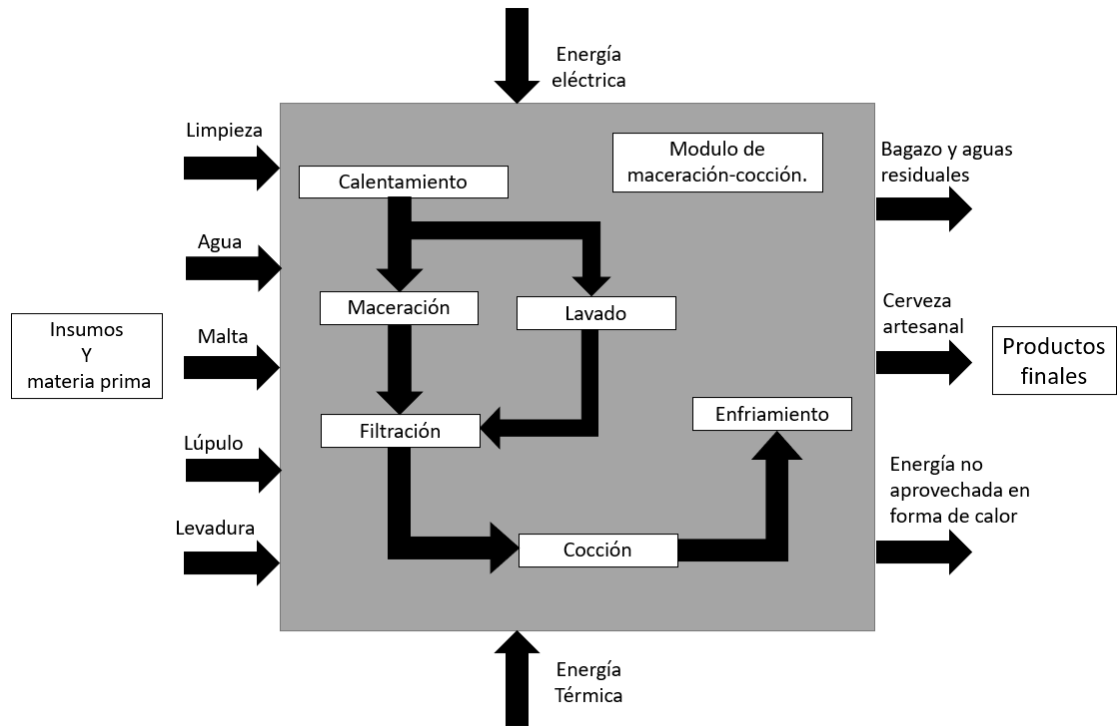 Energía
eléctrica
Limpieza
Agua
Insumos
Y
materia prima
Malta
Lúpulo
Levadura
Modulo de
maceración-cocción.
Calentamiento
Maceración
Lavado
Filtración
Enfriamiento
Cocción
Bagazo y aguas
residuales
Cerveza
artesanal
Productos
finales
Energía no
aprovechada en
forma de calor
Energía
Térmica